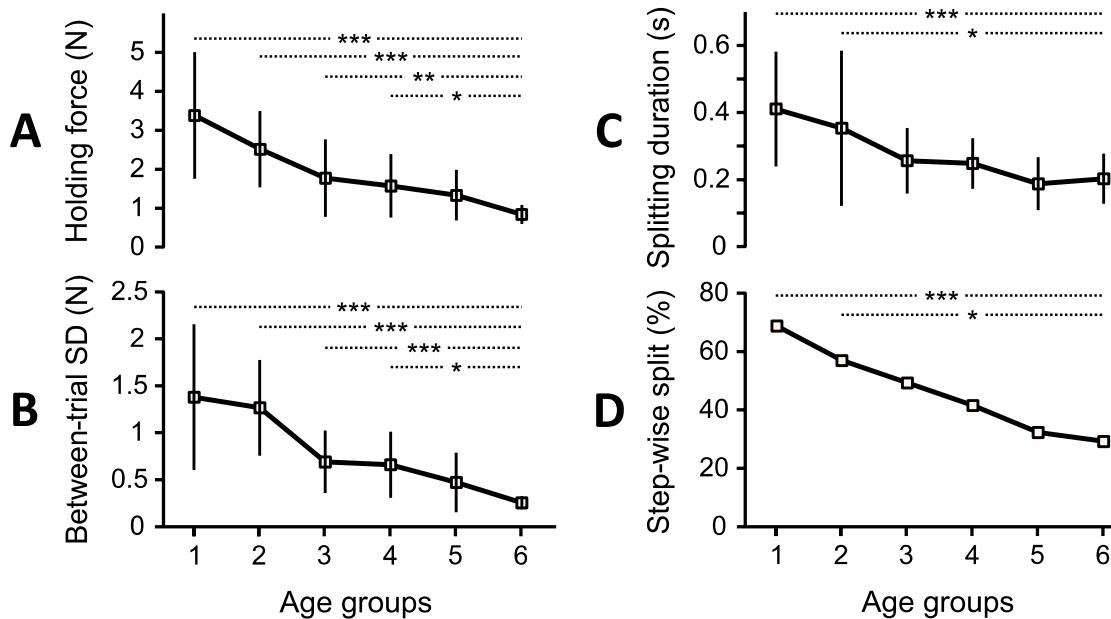 A
Holding force (N)
5
4
3
2
1
0
***
***
**
*
B
Between-trial SD (N)
2.5
2
1.5
1
0.5
0
***
***
***
*
1 2 3 4 5 6
Age groups
C
Splitting duration (s)
0.6
0.4
0.2
0
***
*
D
Step-wise split (%)
80
60
40
20
0
***
*
1 2 3 4 5 6
Age groups